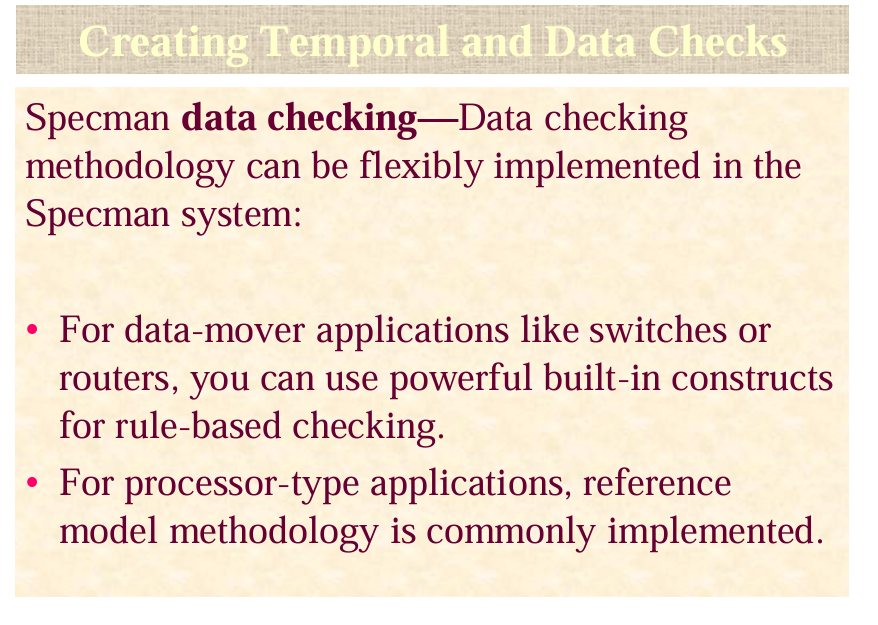 Creating Temporal and Data Checks
Specman data checking—Data checking
methodology can be flexibly implemented in the
Specman system:
• For data-mover applications like switches or
routers, you can use powerful built-in constructs
for rule-based checking.
• For processor-type applications, reference
model methodology is commonly implemented.